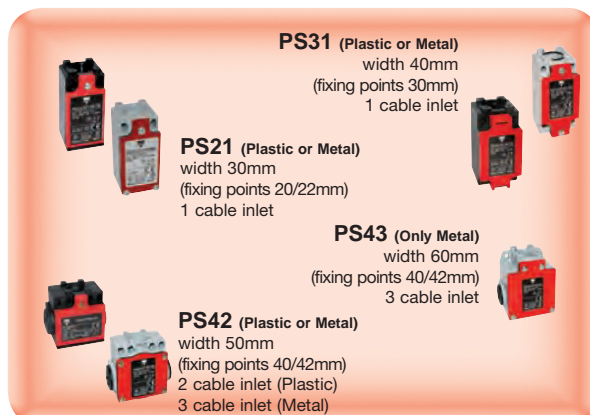 PS31 (Plastic or Metal)
width 40mm
(fixing points 30mm)
1 cable inlet
PS21 (Plastic or Metal)
width 30mm
(fixing points 20/22mm)
1 cable inlet
PS43 (Only Metal)
width 60mm
(fixing points 40/42mm)
3 cable inlet
PS42 (Plastic or Metal)
width 50mm
(fixing points 40/42mm)
2 cable inlet (Plastic)
3 cable inlet (Metal)